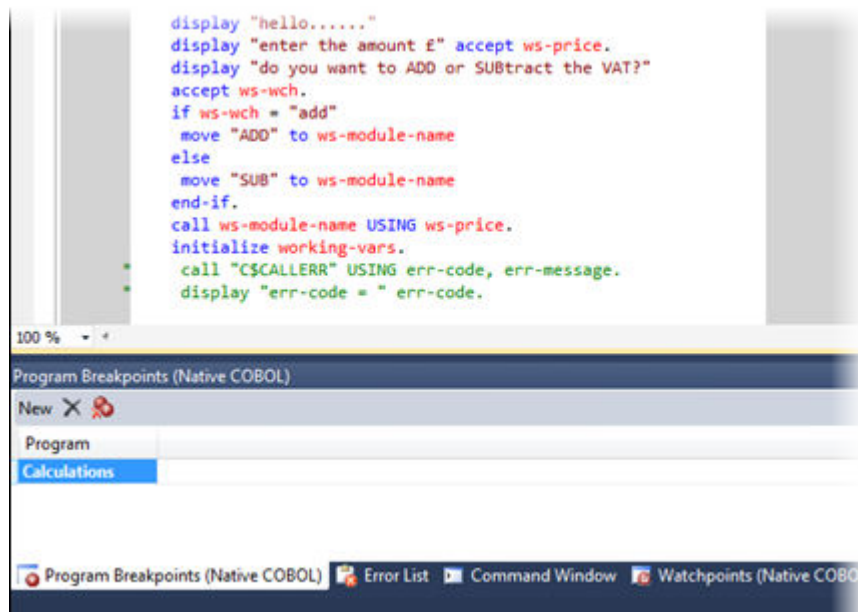 display "hello......"
display "enter the amount £" accept ws-price.
display "do you want to ADD or SUBtract the VAT?"
accept ws-wch.
if ws-wch = "add"
move "ADD" to ws-module-name
else
move "SUB" to ws-module-name
end-if.
call ws-module-name USING ws-price.
initialize working-vars.
* call "C$CALLERR" USING err-code, err-message.
* display "err-code = " err-code.
100 %
Program Breakpoints (Native COBOL)
New
Program
Calculations
Program Breakpoints (Native COBOL) Error List Command Window Watchpoints (Native COBO